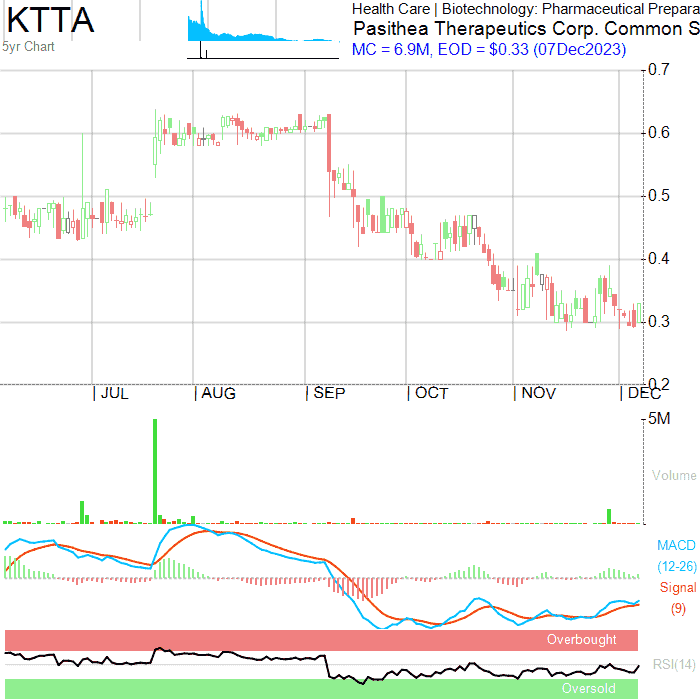 KTTA
5yr Chart
Health Care | Biotechnology: Pharmaceutical Prepara
Pasithea Therapeutics Corp. Common S
MC = 6.9M, EOD = $0.33 (07Dec2023)
0.7
0.6
0.5
0.4
0.3
0.2
JUL AUG SEP OCT NOV DEC
5M
Volume
MACD
(12-26)
Signal
(9)
Overbought
RSI(14)
Oversold